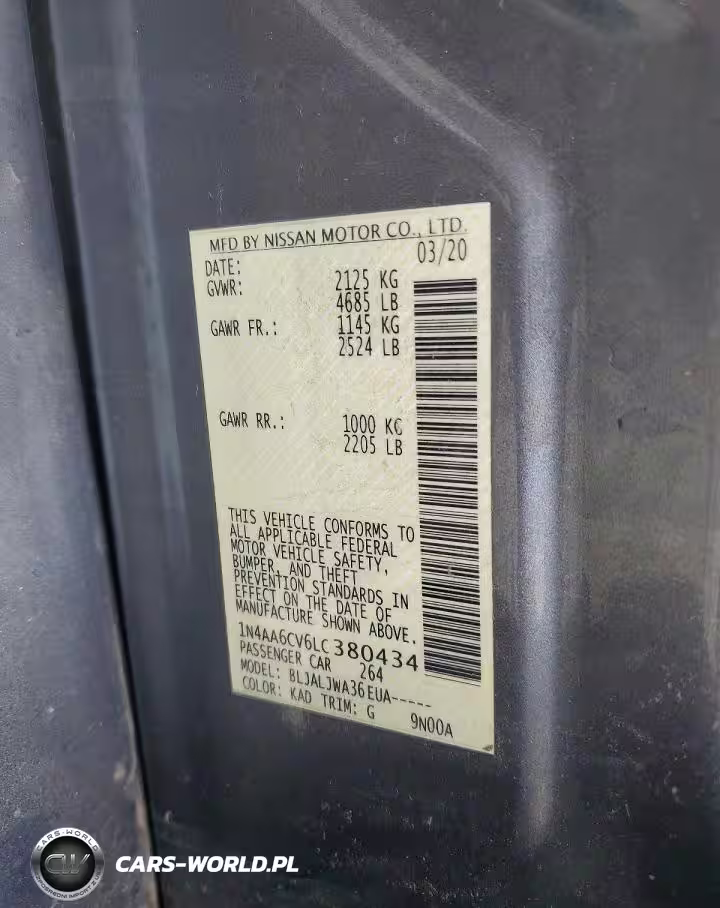 MFD BY NISSAN MOTOR CO., LTD.
DATE: 03/20
GVWR: 2125 KG
4685 LB
GAWR FR.: 1145 KG
2524 LB
GAWR RR.: 1000 KG
2205 LB
THIS VEHICLE CONFORMS TO
ALL APPLICABLE FEDERAL
MOTOR VEHICLE SAFETY,
BUMPER, AND THEFT
PREVENTION STANDARDS IN
EFFECT ON THE DATE OF
MANUFACTURE SHOWN ABOVE.
1N4AA6CV6LC380434
PASSENGER CAR 264
MODEL: BLJALJWA36EUA-----
COLOR: KAD TRIM: G 9N00A
CARS-WORLD
CW
CARS-WORLD.PL